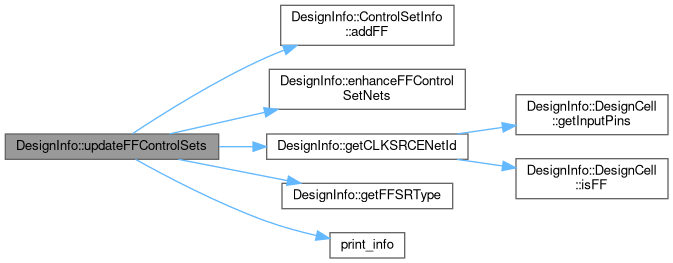 DesignInfo::updateFFControlSets
DesignInfo::ControlSetInfo
::addFF
DesignInfo::enhanceFFControl
SetNets
DesignInfo::getCLKSRCENetId
DesignInfo::getFFSRType
print_info
DesignInfo::DesignCell
::getInputPins
DesignInfo::DesignCell
::isFF